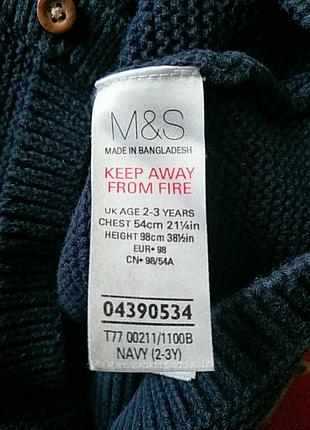 M&S
MADE IN BANGLADESH
KEEP AWAY
FROM FIRE
UK AGE 2-3 YEARS
CHEST 54cm 21¼in
HEIGHT 98cm 38½in
EUR• 98
CN• 98/54A
04390534
T77 00211/1100B
NAVY (2-3Y)